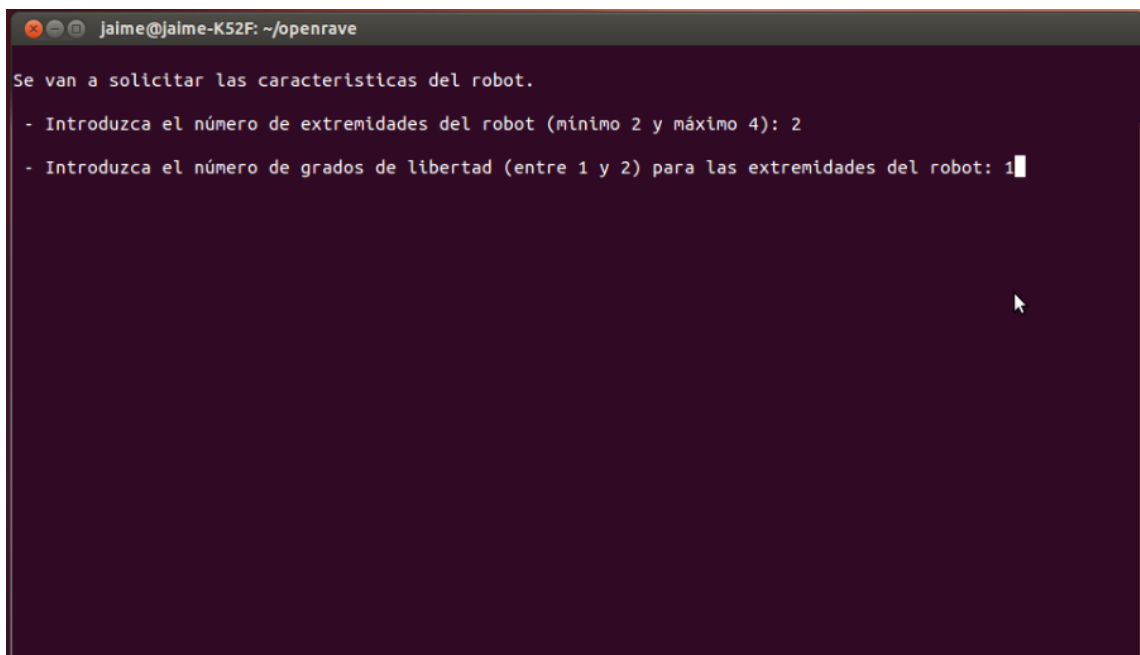 jaime@jaime-K52F: ~/openrave
Se van a solicitar las caracteristicas del robot.
- Introduzca el número de extremidades del robot (mínimo 2 y máximo 4): 2
- Introduzca el número de grados de libertad (entre 1 y 2) para las extremidades del robot: 1